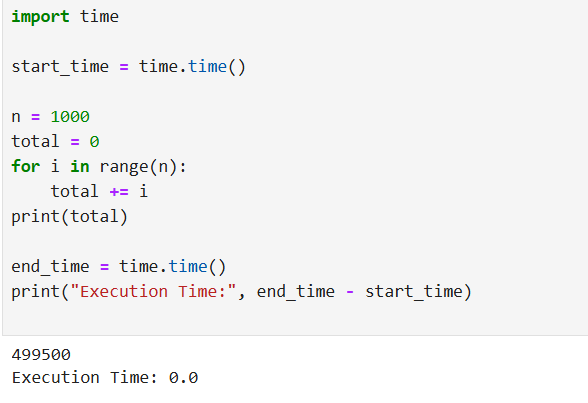 import time
start_time = time.time()
n = 1000
total = 0
for i in range(n):
    total += i
print(total)
end_time = time.time()
print("Execution Time:", end_time - start_time)
499500
Execution Time: 0.0